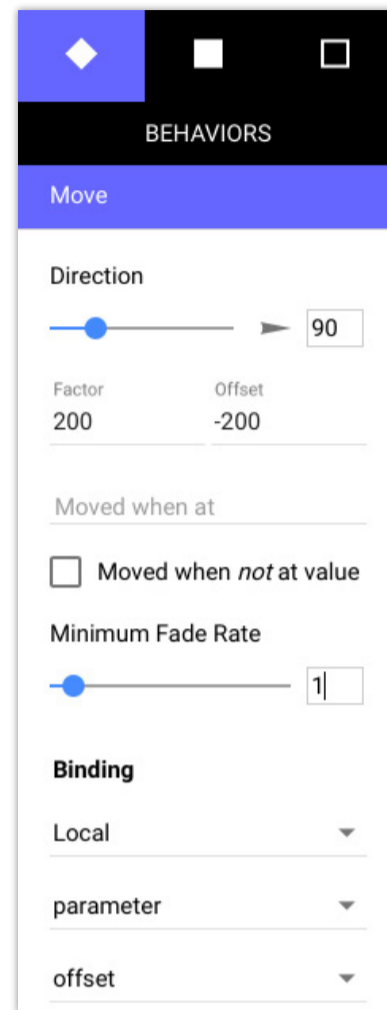 BEHAVIORS
Move
Direction
90
Factor Offset
200 -200
Moved when at
Moved when not at value
Minimum Fade Rate
1
Binding
Local
parameter
offset